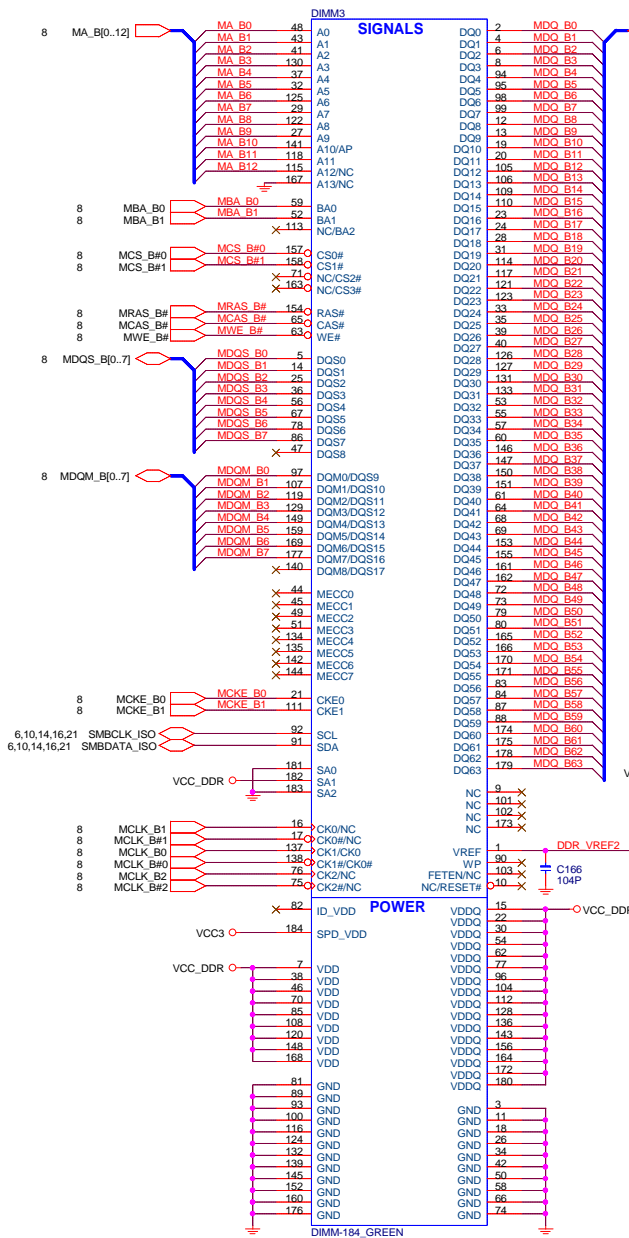 DIMM3
SIGNALS
8 MA_B[0..12]
MA_B0 48 A0
MA_B1 43 A1
MA_B2 41 A2
MA_B3 130 A3
MA_B4 37 A4
MA_B5 32 A5
MA_B6 125 A6
MA_B7 29 A7
MA_B8 122 A8
MA_B9 27 A9
MA_B10 141 A10/AP
MA_B11 118 A11
MA_B12 115 A12/NC
167 A13/NC
8 MBA_B0 MBA_B0 59 BA0
8 MBA_B1 MBA_B1 52 BA1
113 NC/BA2
8 MCS_B#0 MCS_B#0 157 CS0#
8 MCS_B#1 MCS_B#1 158 CS1#
71 NC/CS2#
163 NC/CS3#
8 MRAS_B# MRAS_B# 154 RAS#
8 MCAS_B# MCAS_B# 65 CAS#
8 MWE_B# MWE_B# 63 WE#
8 MDQS_B[0..7]
MDQS_B0 5 DQS0
MDQS_B1 14 DQS1
MDQS_B2 25 DQS2
MDQS_B3 36 DQS3
MDQS_B4 56 DQS4
MDQS_B5 67 DQS5
MDQS_B6 78 DQS6
MDQS_B7 86 DQS7
47 DQS8
8 MDQM_B[0..7]
MDQM_B0 97 DQM0/DQS9
MDQM_B1 107 DQM1/DQS10
MDQM_B2 119 DQM2/DQS11
MDQM_B3 129 DQM3/DQS12
MDQM_B4 149 DQM4/DQS13
MDQM_B5 159 DQM5/DQS14
MDQM_B6 169 DQM6/DQS15
MDQM_B7 177 DQM7/DQS16
140 DQM8/DQS17
44 MECC0
45 MECC1
49 MECC2
51 MECC3
134 MECC4
135 MECC5
142 MECC6
144 MECC7
8 MCKE_B0 MCKE_B0 21 CKE0
8 MCKE_B1 MCKE_B1 111 CKE1
6,10,14,16,21 SMBCLK_ISO 92 SCL
6,10,14,16,21 SMBDATA_ISO 91 SDA
181 SA0
VCC_DDR 182 SA1
183 SA2
8 MCLK_B1 16 CK0/NC
8 MCLK_B#1 17 CK0#/NC
8 MCLK_B0 137 CK1/CK0
8 MCLK_B#0 138 CK1#/CK0#
8 MCLK_B2 76 CK2/NC
8 MCLK_B#2 75 CK2#/NC
DQ0 2 MDQ_B0
DQ1 4 MDQ_B1
DQ2 6 MDQ_B2
DQ3 8 MDQ_B3
DQ4 94 MDQ_B4
DQ5 95 MDQ_B5
DQ6 98 MDQ_B6
DQ7 99 MDQ_B7
DQ8 12 MDQ_B8
DQ9 13 MDQ_B9
DQ10 19 MDQ_B10
DQ11 20 MDQ_B11
DQ12 105 MDQ_B12
DQ13 106 MDQ_B13
DQ14 109 MDQ_B14
DQ15 110 MDQ_B15
DQ16 23 MDQ_B16
DQ17 24 MDQ_B17
DQ18 28 MDQ_B18
DQ19 31 MDQ_B19
DQ20 114 MDQ_B20
DQ21 117 MDQ_B21
DQ22 121 MDQ_B22
DQ23 123 MDQ_B23
DQ24 33 MDQ_B24
DQ25 35 MDQ_B25
DQ26 39 MDQ_B26
DQ27 40 MDQ_B27
DQ28 126 MDQ_B28
DQ29 127 MDQ_B29
DQ30 131 MDQ_B30
DQ31 133 MDQ_B31
DQ32 53 MDQ_B32
DQ33 55 MDQ_B33
DQ34 57 MDQ_B34
DQ35 60 MDQ_B35
DQ36 146 MDQ_B36
DQ37 147 MDQ_B37
DQ38 150 MDQ_B38
DQ39 151 MDQ_B39
DQ40 61 MDQ_B40
DQ41 64 MDQ_B41
DQ42 68 MDQ_B42
DQ43 69 MDQ_B43
DQ44 153 MDQ_B44
DQ45 155 MDQ_B45
DQ46 161 MDQ_B46
DQ47 162 MDQ_B47
DQ48 72 MDQ_B48
DQ49 73 MDQ_B49
DQ50 79 MDQ_B50
DQ51 80 MDQ_B51
DQ52 165 MDQ_B52
DQ53 166 MDQ_B53
DQ54 170 MDQ_B54
DQ55 171 MDQ_B55
DQ56 83 MDQ_B56
DQ57 84 MDQ_B57
DQ58 87 MDQ_B58
DQ59 88 MDQ_B59
DQ60 174 MDQ_B60
DQ61 175 MDQ_B61
DQ62 178 MDQ_B62
DQ63 179 MDQ_B63
NC 9
NC 101
NC 102
NC 173
VREF 1 DDR_VREF2
WP 90
FETEN/NC 103
NC/RESET# 10
C166
104P
POWER
82 ID_VDD
VCC3 184 SPD_VDD
VCC_DDR 7 VDD
38 VDD
46 VDD
70 VDD
85 VDD
108 VDD
120 VDD
148 VDD
168 VDD
81 GND
89 GND
93 GND
100 GND
116 GND
124 GND
132 GND
139 GND
145 GND
152 GND
160 GND
176 GND
VDDQ 15 VCC_DDR
VDDQ 22
VDDQ 30
VDDQ 54
VDDQ 62
VDDQ 77
VDDQ 96
VDDQ 104
VDDQ 112
VDDQ 128
VDDQ 136
VDDQ 143
VDDQ 156
VDDQ 164
VDDQ 172
VDDQ 180
GND 3
GND 11
GND 18
GND 26
GND 34
GND 42
GND 50
GND 58
GND 66
GND 74
DIMM-184_GREEN